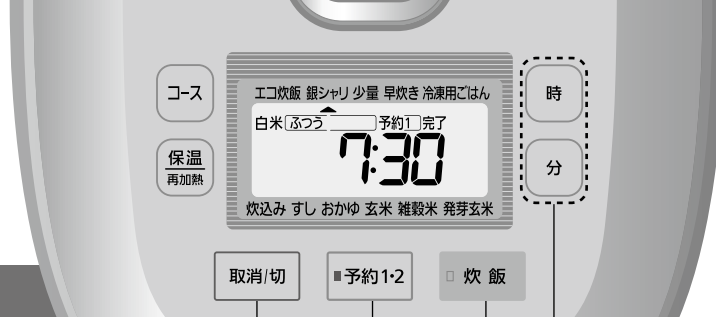 エコ炊飯 銀シャリ 少量 早炊き 冷凍用ごはん
コース
時
白米 ふつう 予約1 完了
7:30
保温
再加熱
分
炊込み すし おかゆ 玄米 雑穀米 発芽玄米
取消/切
予約1・2
炊飯